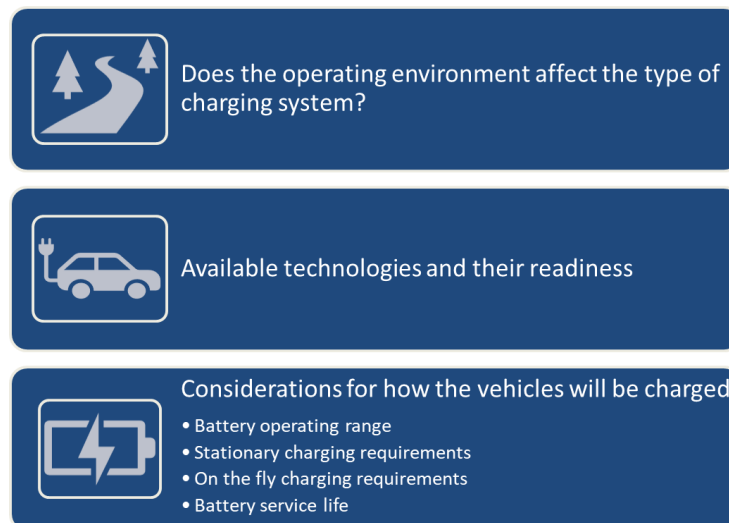 Does the operating environment affect the type of
charging system?
Available technologies and their readiness
Considerations for how the vehicles will be charged
• Battery operating range
• Stationary charging requirements
• On the fly charging requirements
• Battery service life